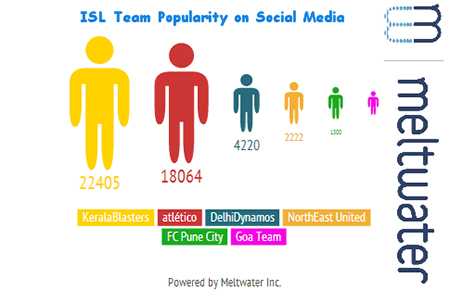 ISL Team Popularity on Social Media
22405
18064
4220
2222
1300
KeralaBlasters
atlético
DelhiDynamos
NorthEast United
FC Pune City
Goa Team
Powered by Meltwater Inc.
meltwater